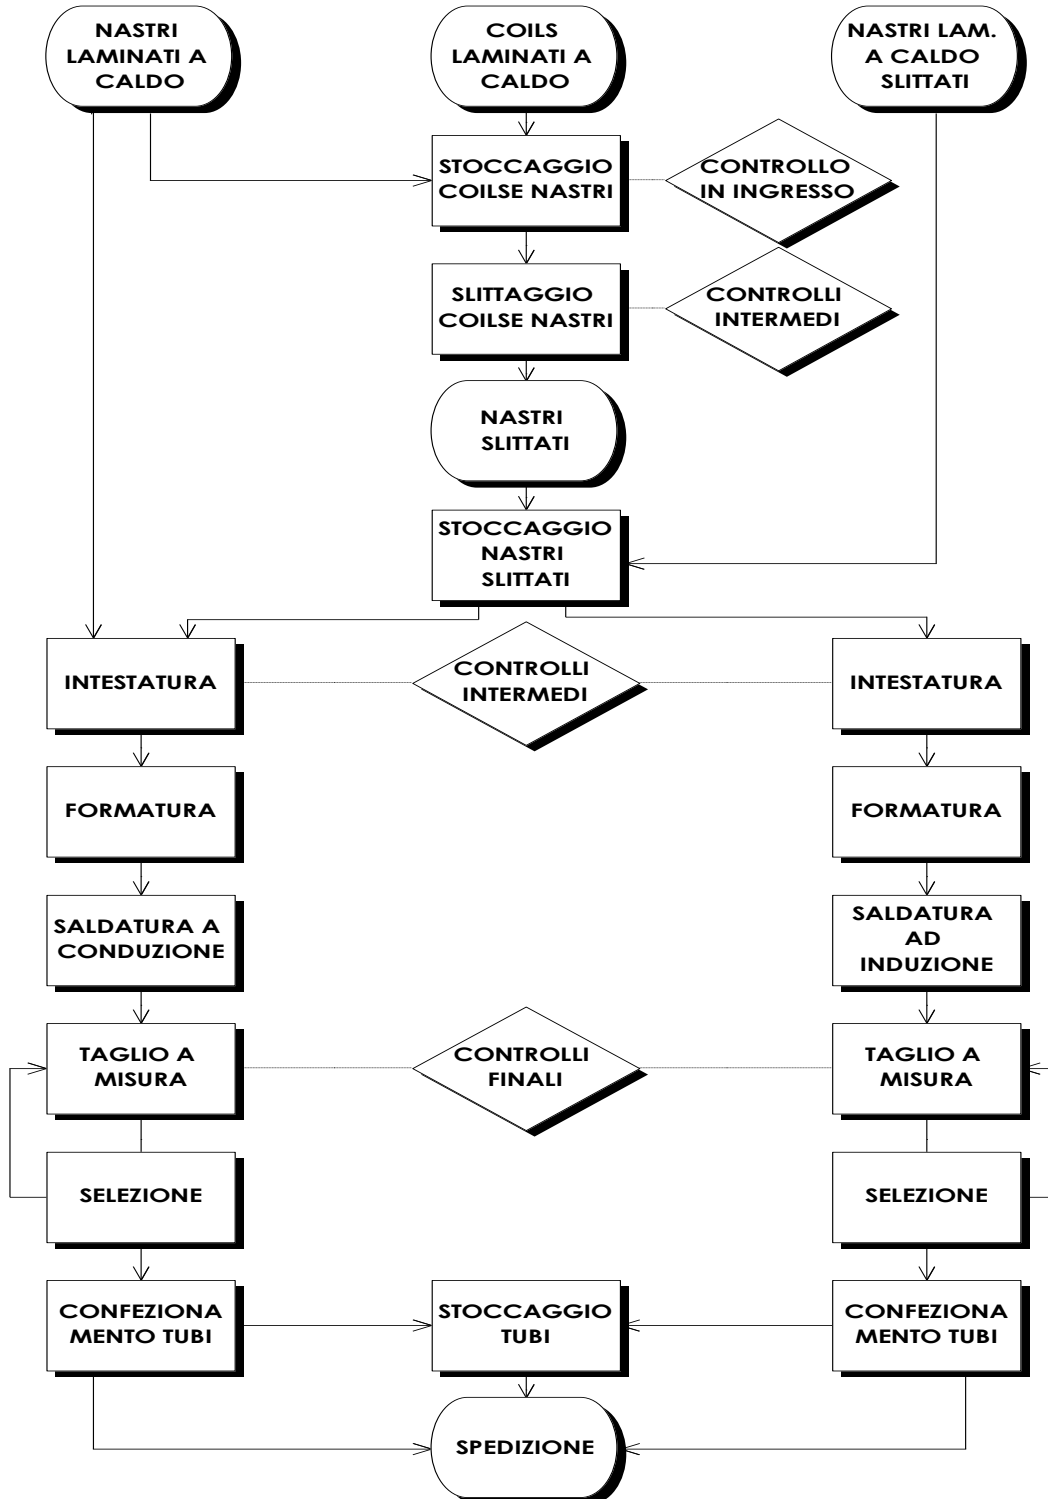 NASTRI
LAMINATI A
CALDO
COILS
LAMINATI A
CALDO
NASTRI LAM.
A CALDO
SLITTATI
STOCCAGGIO
COILSE NASTRI
CONTROLLO
IN INGRESSO
SLITTAGGIO
COILSE NASTRI
CONTROLLI
INTERMEDI
NASTRI
SLITTATI
STOCCAGGIO
NASTRI
SLITTATI
INTESTATURA
CONTROLLI
INTERMEDI
INTESTATURA
FORMATURA
FORMATURA
SALDATURA A
CONDUZIONE
SALDATURA
AD
INDUZIONE
TAGLIO A
MISURA
CONTROLLI
FINALI
TAGLIO A
MISURA
SELEZIONE
SELEZIONE
CONFEZIONA
MENTO TUBI
STOCCAGGIO
TUBI
CONFEZIONA
MENTO TUBI
SPEDIZIONE